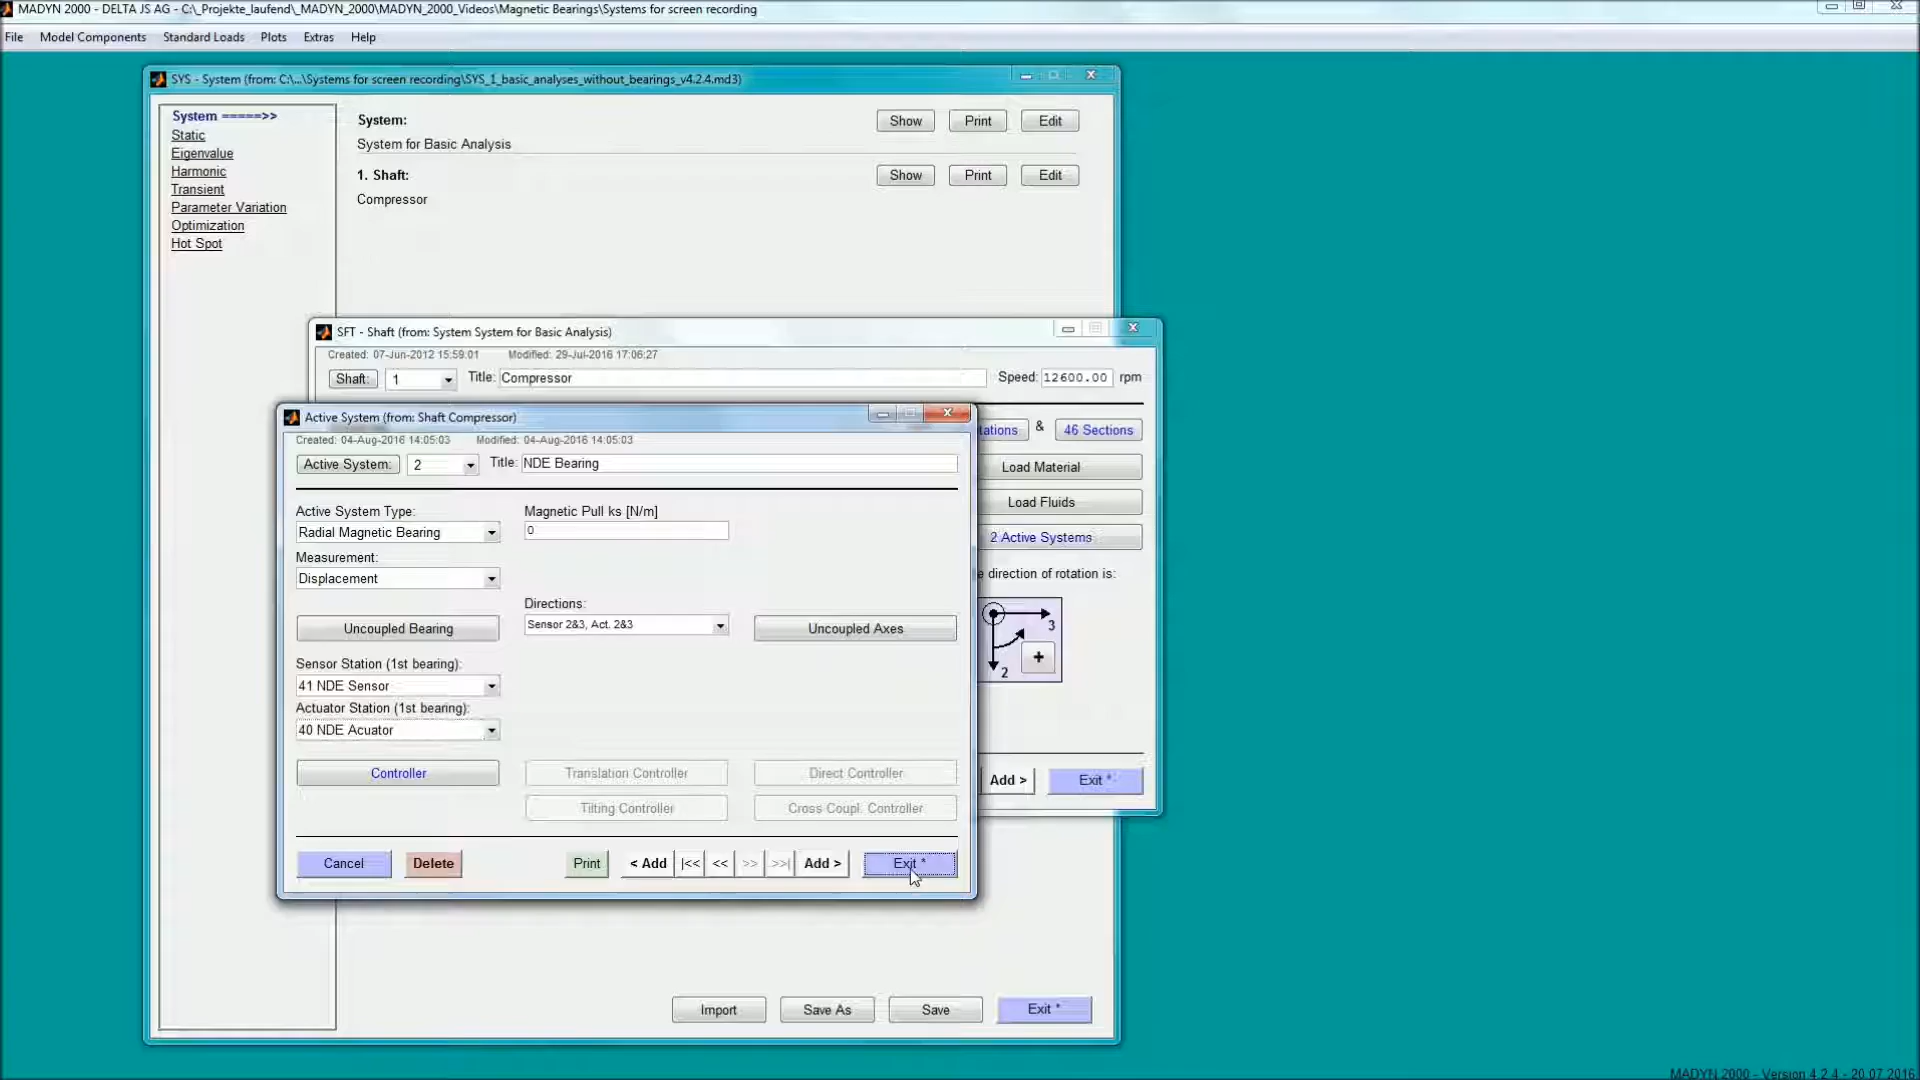 MADYN 2000 - DELTA JS AG - C:\_Projekte_laufend\_MADYN_2000\MADYN_2000_Videos\Magnetic Bearings\Systems for screen recording
File Model Components Standard Loads Plots Extras Help
SYS - System (from: C:\...\Systems for screen recording\SYS_1_basic_analyses_without_bearings_v4.2.4.md3)
System =====>>
Static
Eigenvalue
Harmonic
Transient
Parameter Variation
Optimization
Hot Spot
System: Show Print Edit
System for Basic Analysis
1. Shaft: Show Print Edit
Compressor
SFT - Shaft (from: System System for Basic Analysis)
Created: 07-Jun-2012 15:59:01 Modified: 29-Jul-2016 17:06:27
Shaft: 1 Title: Compressor Speed: 12600.00 rpm
tations & 46 Sections
Load Material
Load Fluids
2 Active Systems
e direction of rotation is:
3
+
2
Add > Exit *
Active System (from: Shaft Compressor)
Created: 04-Aug-2016 14:05:03 Modified: 04-Aug-2016 14:05:03
Active System: 2 Title: NDE Bearing
Active System Type: Magnetic Pull ks [N/m]
Radial Magnetic Bearing 0
Measurement:
Displacement
Directions:
Uncoupled Bearing Sensor 2&3, Act. 2&3 Uncoupled Axes
Sensor Station (1st bearing):
41 NDE Sensor
Actuator Station (1st bearing):
40 NDE Acuator
Controller Translation Controller Direct Controller
Tilting Controller Cross Coupl. Controller
Cancel Delete Print < Add |<< << >> >>| Add > Exit *
Import Save As Save Exit *
MADYN 2000 - Version 4.2.4 - 20.07.2016